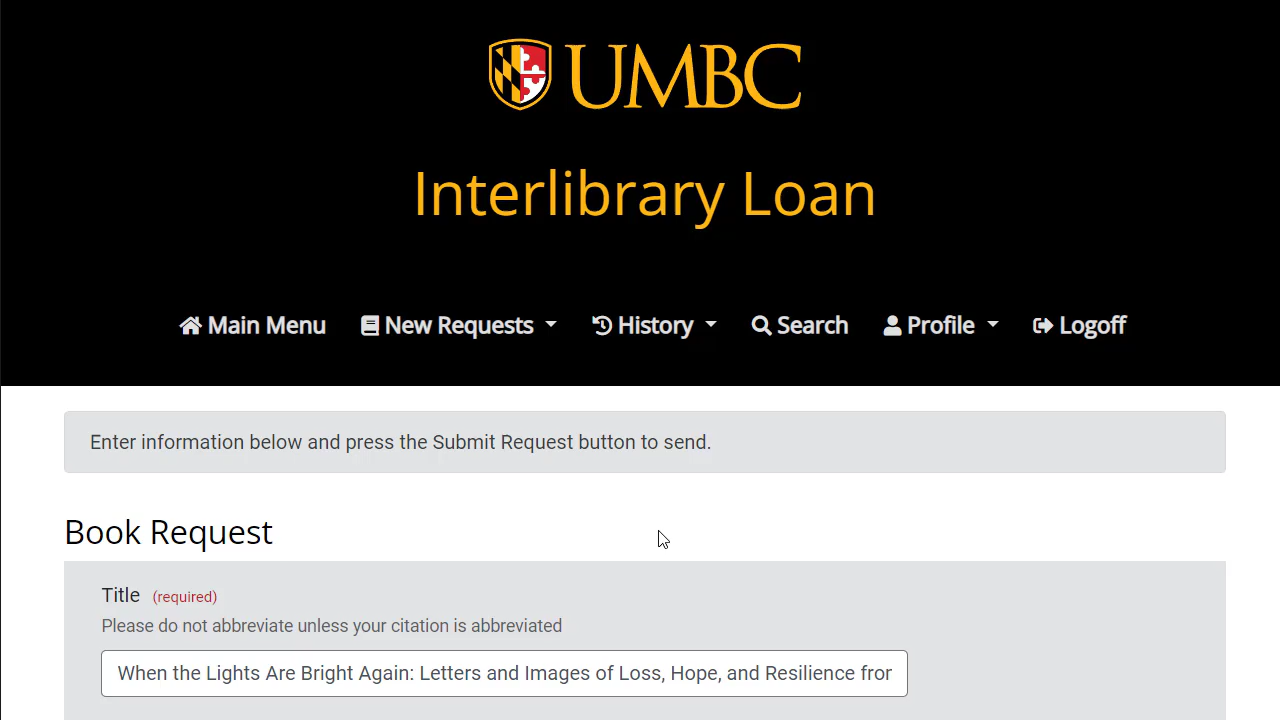 UMBC
Interlibrary Loan
Main Menu New Requests History Search Profile Logoff
Enter information below and press the Submit Request button to send.
Book Request
Title (required)
Please do not abbreviate unless your citation is abbreviated
When the Lights Are Bright Again: Letters and Images of Loss, Hope, and Resilience